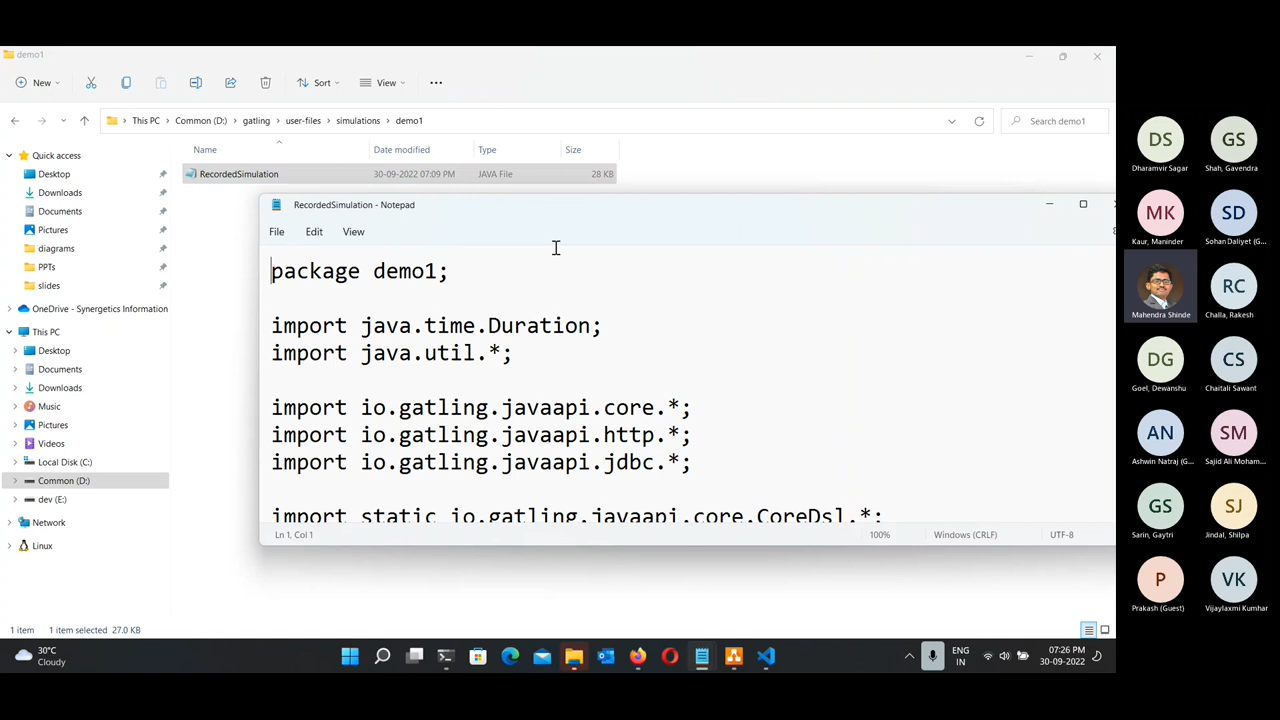 demo1
New
Sort
View
This PC
Common (D:)
gatling
user-files
simulations
demo1
Search demo1
Quick access
Desktop
Downloads
Documents
Pictures
diagrams
PPTs
slides
OneDrive - Synergetics Information
This PC
Desktop
Documents
Downloads
Music
Pictures
Videos
Local Disk (C:)
Common (D:)
dev (E:)
Network
Linux
Name
Date modified
Type
Size
RecordedSimulation
30-09-2022 07:09 PM
JAVA File
28 KB
RecordedSimulation - Notepad
File
Edit
View
package demo1;
import java.time.Duration;
import java.util.*;
import io.gatling.javaapi.core.*;
import io.gatling.javaapi.http.*;
import io.gatling.javaapi.jdbc.*;
import static io.gatling.javaapi.core.CoreDsl.*;
Ln 1, Col 1
100%
Windows (CRLF)
UTF-8
1 item
1 item selected 27.0 KB
30°C
Cloudy
ENG
IN
07:26 PM
30-09-2022
DS
Dharamvir Sagar
GS
Shah, Gavendra
MK
Kaur, Maninder
SD
Sohan Daliyet (G...
Mahendra Shinde
RC
Challa, Rakesh
DG
Goel, Dewanshu
CS
Chaitali Sawant
AN
Ashwin Natraj (G...
SM
Sajid Ali Moham...
GS
Sarin, Gaytri
SJ
Jindal, Shilpa
P
Prakash (Guest)
VK
Vijaylaxmi Kumhar